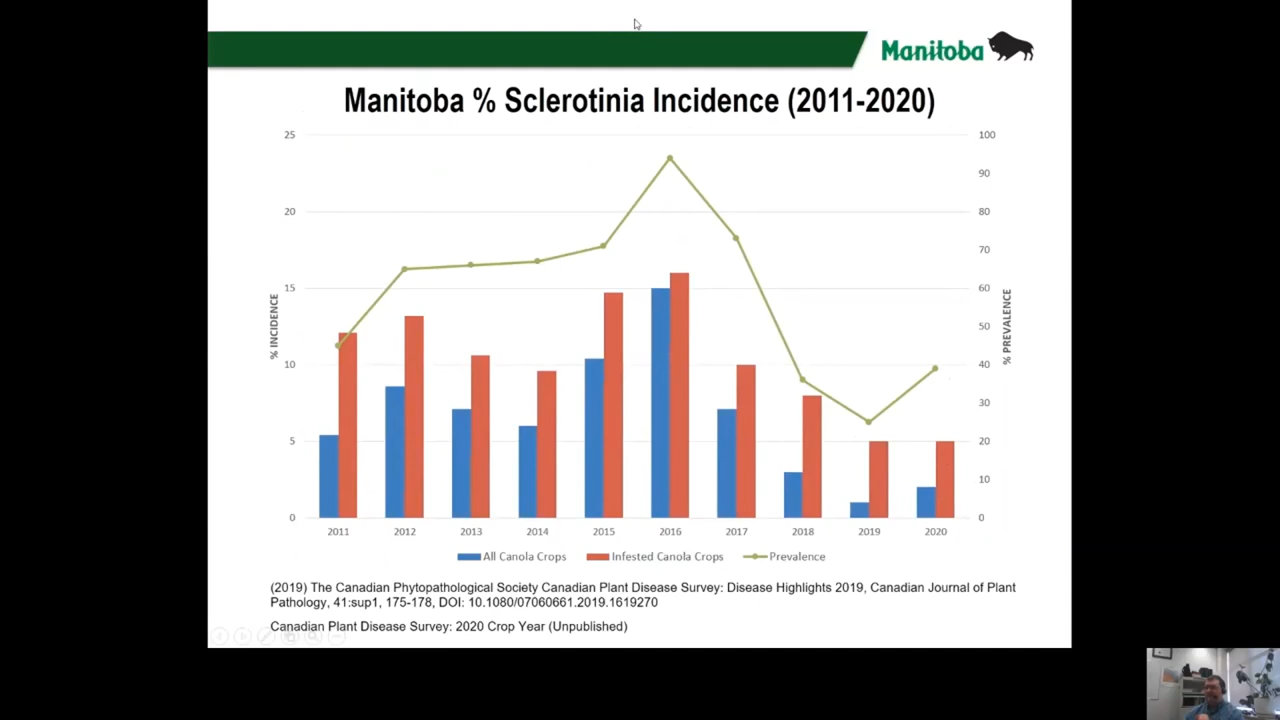 Manitoba
Manitoba % Sclerotinia Incidence (2011-2020)
25
20
15
10
5
0
% INCIDENCE
100
90
80
70
60
50
40
30
20
10
0
% PREVALENCE
2011 2012 2013 2014 2015 2016 2017 2018 2019 2020
All Canola Crops Infested Canola Crops Prevalence
(2019) The Canadian Phytopathological Society Canadian Plant Disease Survey: Disease Highlights 2019, Canadian Journal of Plant
Pathology, 41:sup1, 175-178, DOI: 10.1080/07060661.2019.1619270
Canadian Plant Disease Survey: 2020 Crop Year (Unpublished)